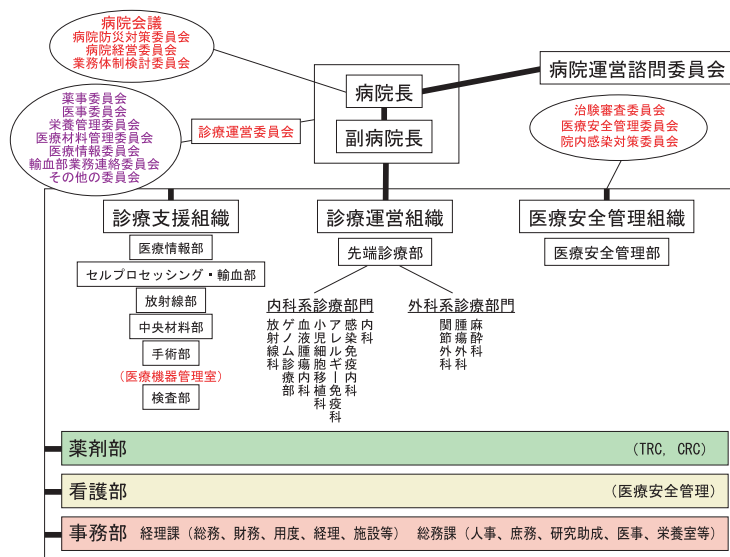 病院会議
病院防災対策委員会
病院経営委員会
業務体制検討委員会
病院運営諮問委員会
病院長
副病院長
薬事委員会
医事委員会
栄養管理委員会
医療材料管理委員会
医療情報委員会
輸血部業務連絡委員会
その他の委員会
診療運営委員会
治験審査委員会
医療安全管理委員会
院内感染対策委員会
診療支援組織
医療情報部
セルプロセッシング・輸血部
放射線部
中央材料部
手術部
（医療機器管理室）
検査部
診療運営組織
先端診療部
内科系診療部門
内科
感染免疫内科
アレルギー免疫科
小児細胞移植科
血液腫瘍内科
ゲノム診療部
放射線科
外科系診療部門
麻酔科
腫瘍外科
関節外科
医療安全管理組織
医療安全管理部
薬剤部 （TRC, CRC）
看護部 （医療安全管理）
事務部 経理課（総務、財務、用度、経理、施設等） 総務課（人事、庶務、研究助成、医事、栄養室等）